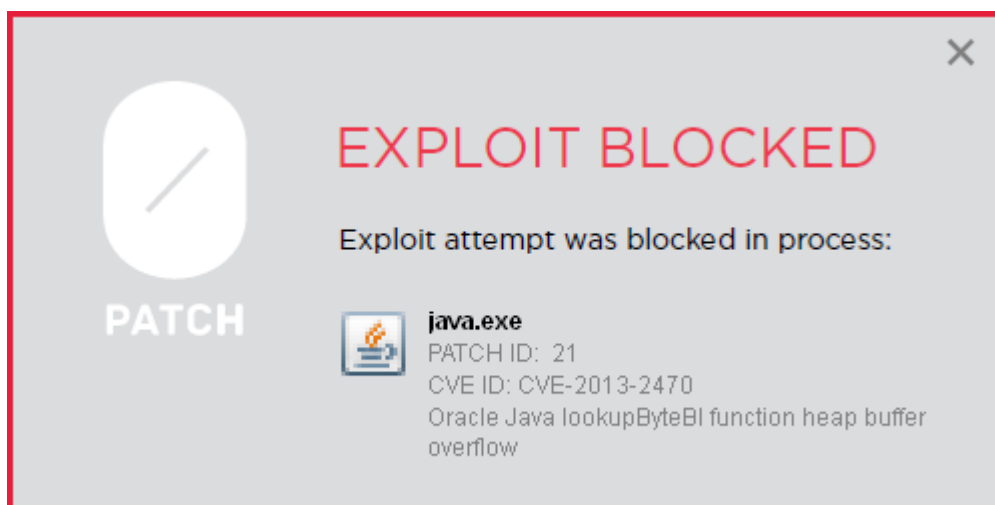 EXPLOIT BLOCKED
Exploit attempt was blocked in process:
PATCH
java.exe
PATCH ID: 21
CVE ID: CVE-2013-2470
Oracle Java lookupByteBI function heap buffer
overflow